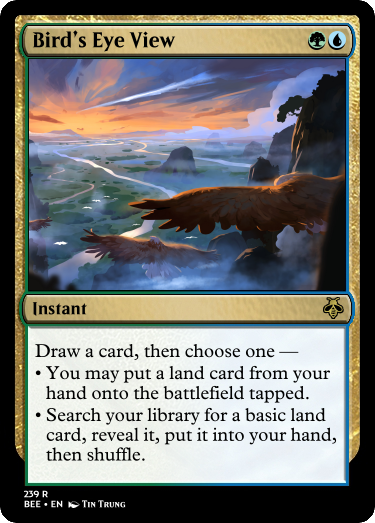 Bird's Eye View
Instant
Draw a card, then choose one —
• You may put a land card from your
hand onto the battlefield tapped.
• Search your library for a basic land
card, reveal it, put it into your hand,
then shuffle.
239 R
BEE • EN Tin Trung